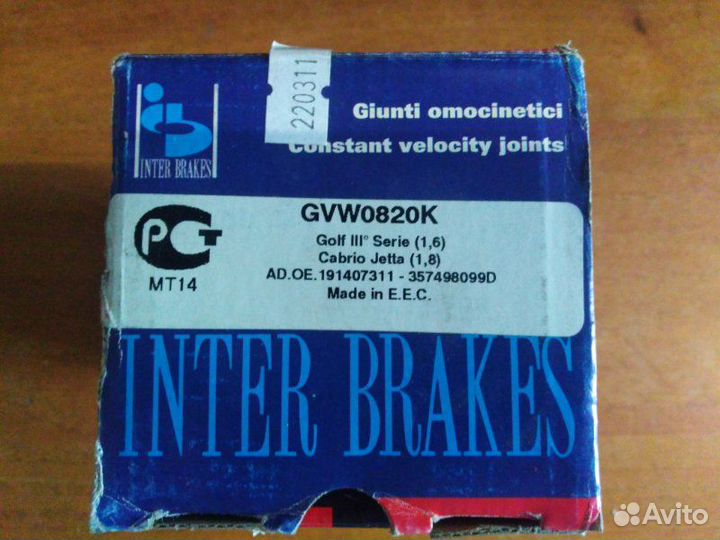 220311
Giunti omocinetici
Constant velocity joints
INTER BRAKES
GVW0820K
Golf III° Serie (1,6)
Cabrio Jetta (1,8)
AD.OE.191407311 - 357498099D
Made in E.E.C.
РСТ
MT14
INTER BRAKES
Avito